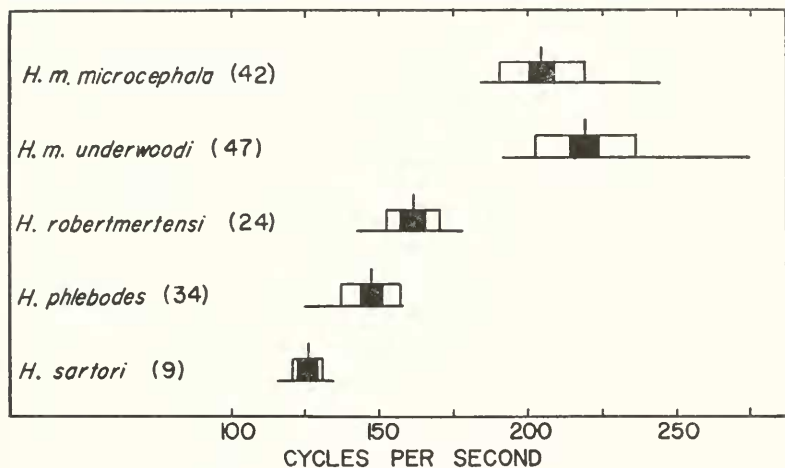 H. m. microcephala (42)
H. m. underwoodi (47)
H. robertmertensi (24)
H. phlebodes (34)
H. sartori (9)
100 150 200 250
CYCLES PER SECOND